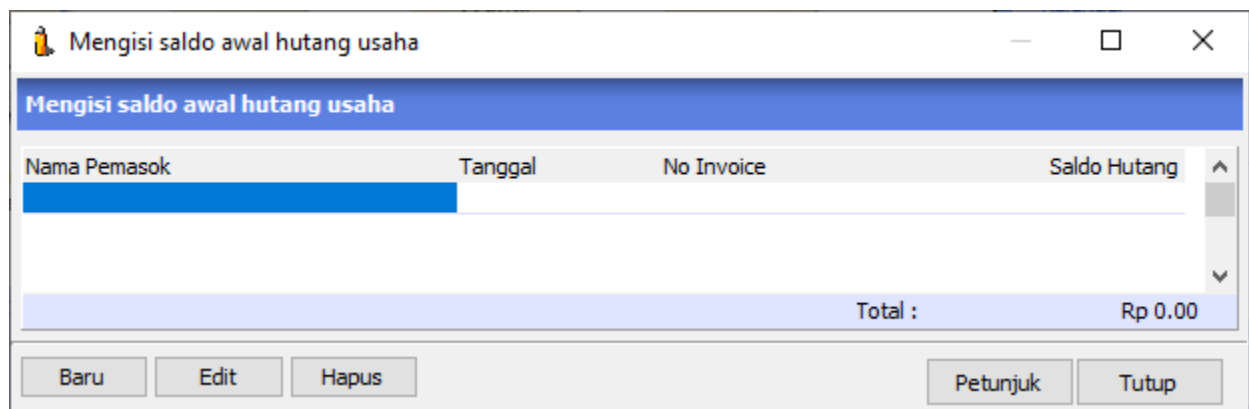 Mengisi saldo awal hutang usaha
Mengisi saldo awal hutang usaha
Nama Pemasok Tanggal No Invoice Saldo Hutang
Total : Rp 0.00
Baru Edit Hapus Petunjuk Tutup